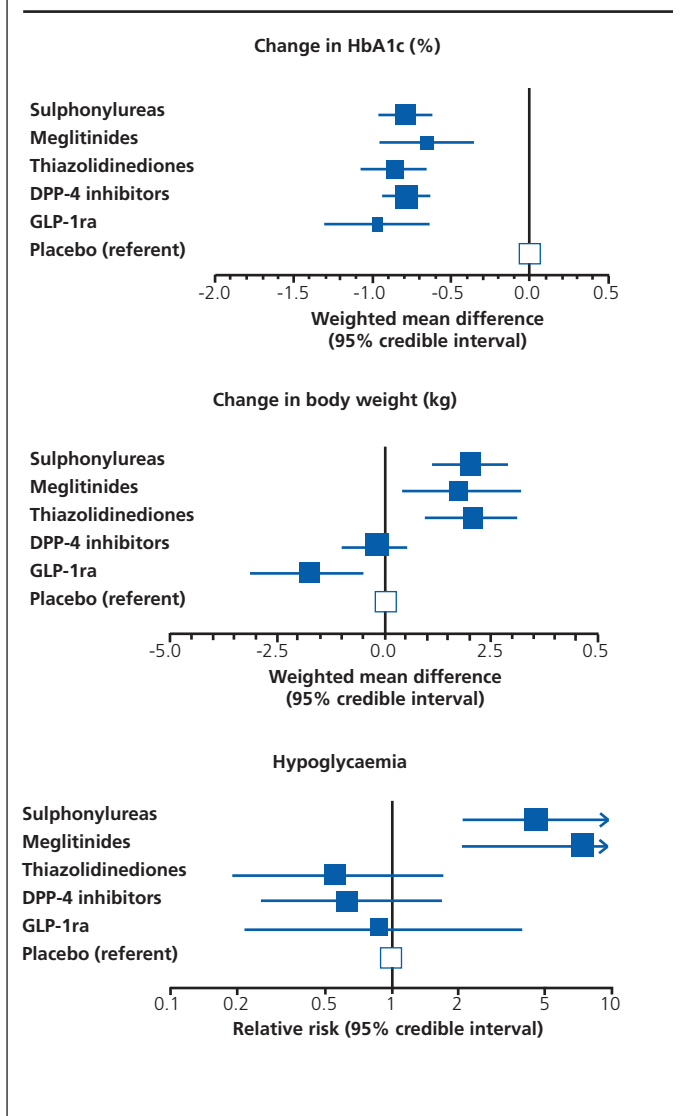 Change in HbA1c (%)
Sulphonylureas
Meglitinides
Thiazolidinediones
DPP-4 inhibitors
GLP-1ra
Placebo (referent)
-2.0 -1.5 -1.0 -0.5 0.0 0.5
Weighted mean difference
(95% credible interval)
Change in body weight (kg)
Sulphonylureas
Meglitinides
Thiazolidinediones
DPP-4 inhibitors
GLP-1ra
Placebo (referent)
-5.0 -2.5 0.0 2.5 0.5
Weighted mean difference
(95% credible interval)
Hypoglycaemia
Sulphonylureas
Meglitinides
Thiazolidinediones
DPP-4 inhibitors
GLP-1ra
Placebo (referent)
0.1 0.2 0.5 1 2 5 10
Relative risk (95% credible interval)